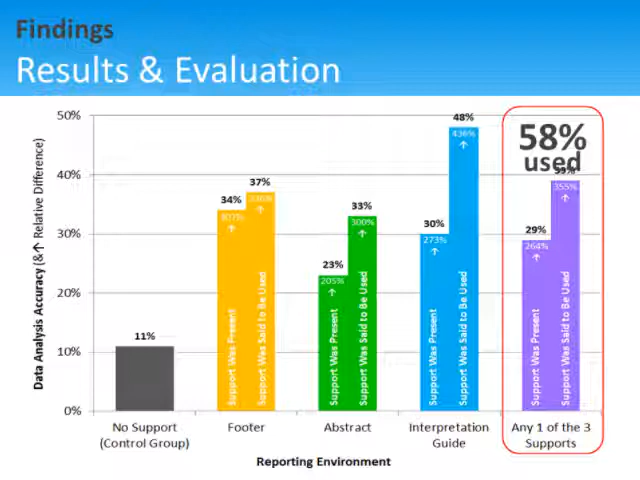 Findings
Results & Evaluation
Data Analysis Accuracy (&↑ Relative Difference)
50%
40%
30%
20%
10%
0%
11%
34%
307%
↑
Support Was Present
37%
336%
↑
Support Was Said to Be Used
23%
205%
↑
Support Was Present
33%
300%
↑
Support Was Said to Be Used
30%
273%
↑
Support Was Present
48%
436%
↑
Support Was Said to Be Used
58%
used
29%
264%
↑
Support Was Present
39%
355%
↑
Support Was Said to Be Used
No Support
(Control Group)
Footer
Abstract
Interpretation
Guide
Any 1 of the 3
Supports
Reporting Environment